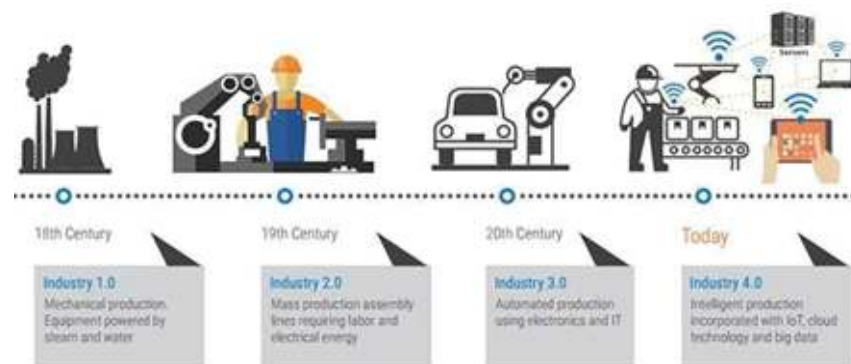 Servers
18th Century
19th Century
20th Century
Today
Industry 1.0
Mechanical production.
Equipment powered by
steam and water
Industry 2.0
Mass production assembly
lines requiring labor and
electrical energy
Industry 3.0
Automated production
using electronics and IT
Industry 4.0
Intelligent production
incorporated with IoT, cloud
technology and big data